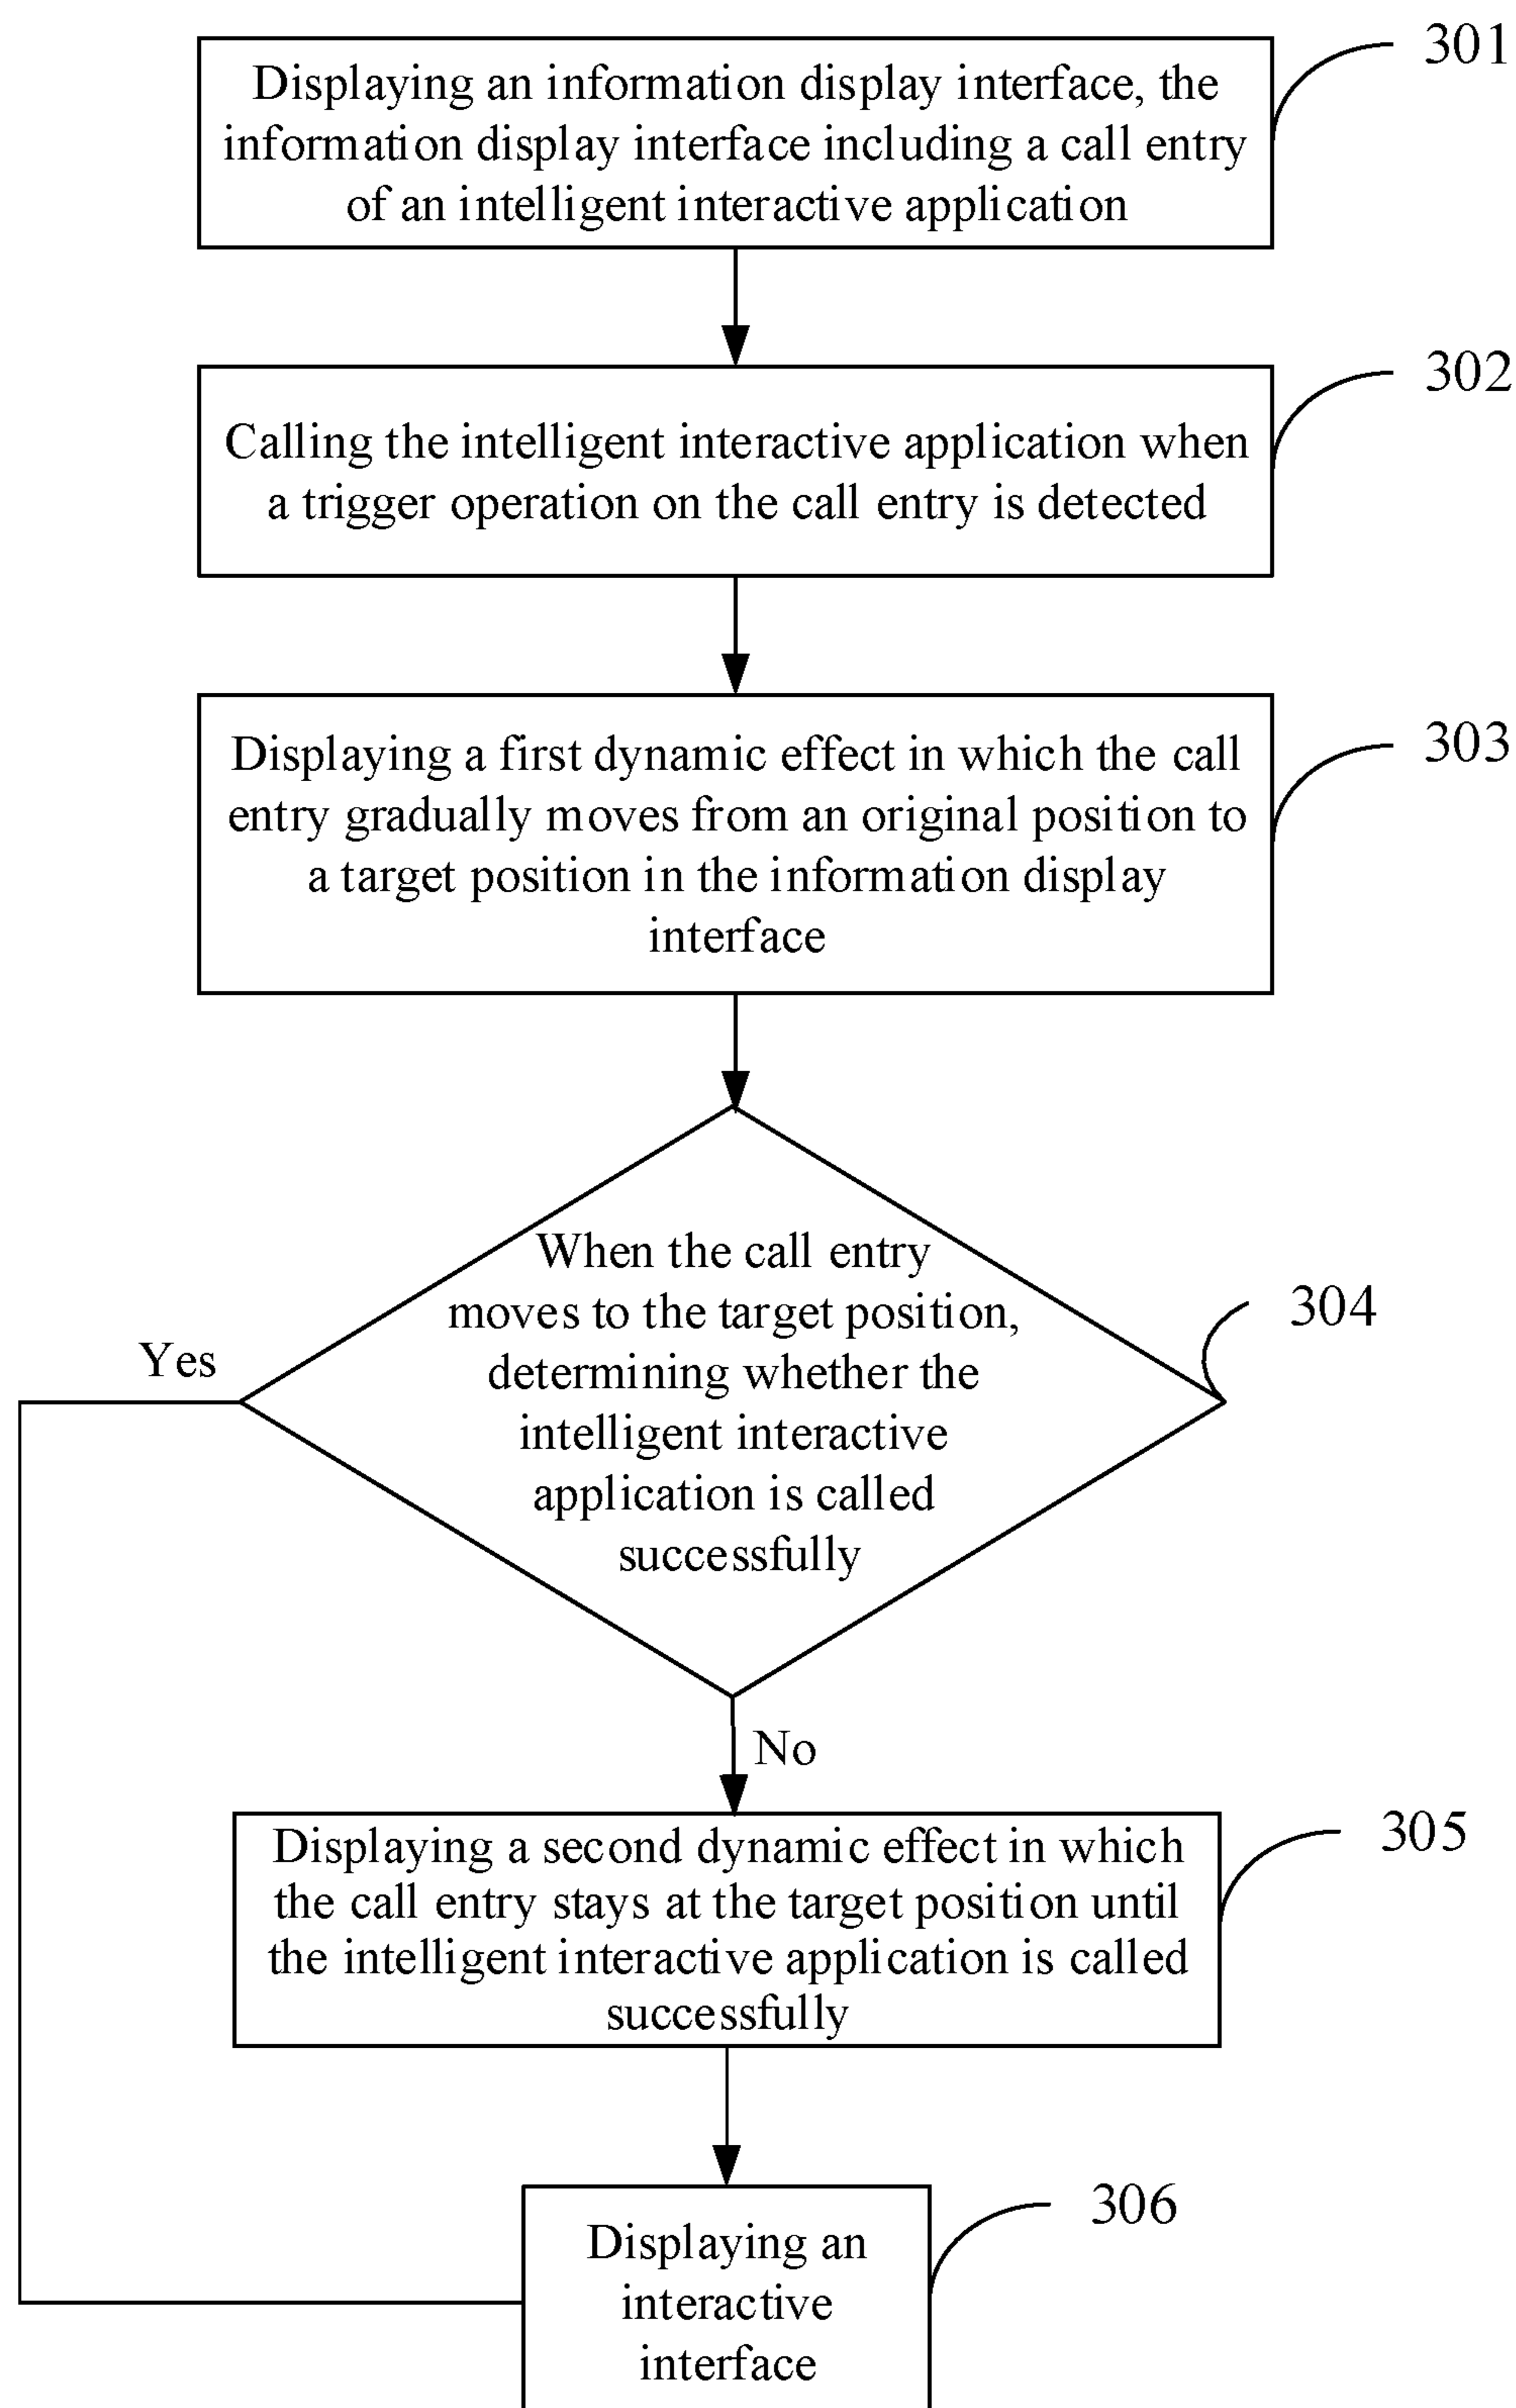 301
Displaying an information display interface, the
information display interface including a call entry
of an intelligent interactive application
302
Calling the intelligent interactive application when
a trigger operation on the call entry is detected
303
Displaying a first dynamic effect in which the call
entry gradually moves from an original position to
a target position in the information display
interface
When the call entry
moves to the target position,
determining whether the
intelligent interactive
application is called
successfully
304
Yes
No
305
Displaying a second dynamic effect in which
the call entry stays at the target position until
the intelligent interactive application is called
successfully
306
Displaying an
interactive
interface